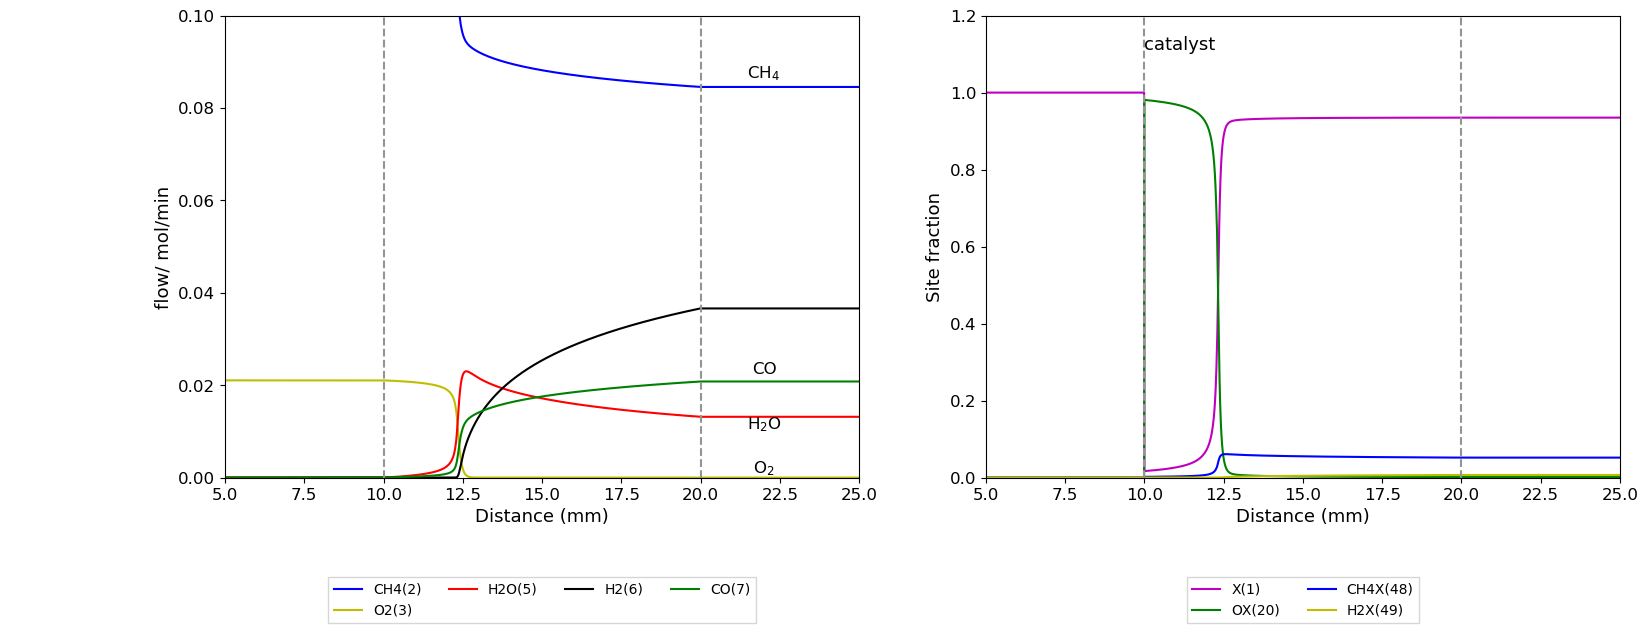 0.10
0.08
0.06
0.04
0.02
0.00
flow/ mol/min
CH₄
CO
H₂O
O₂
5.0 7.5 10.0 12.5 15.0 17.5 20.0 22.5 25.0
Distance (mm)
CH4(2) H2O(5) H2(6) CO(7)
O2(3)
1.2
1.0
0.8
0.6
0.4
0.2
0.0
Site fraction
catalyst
5.0 7.5 10.0 12.5 15.0 17.5 20.0 22.5 25.0
Distance (mm)
X(1) CH4X(48)
OX(20) H2X(49)